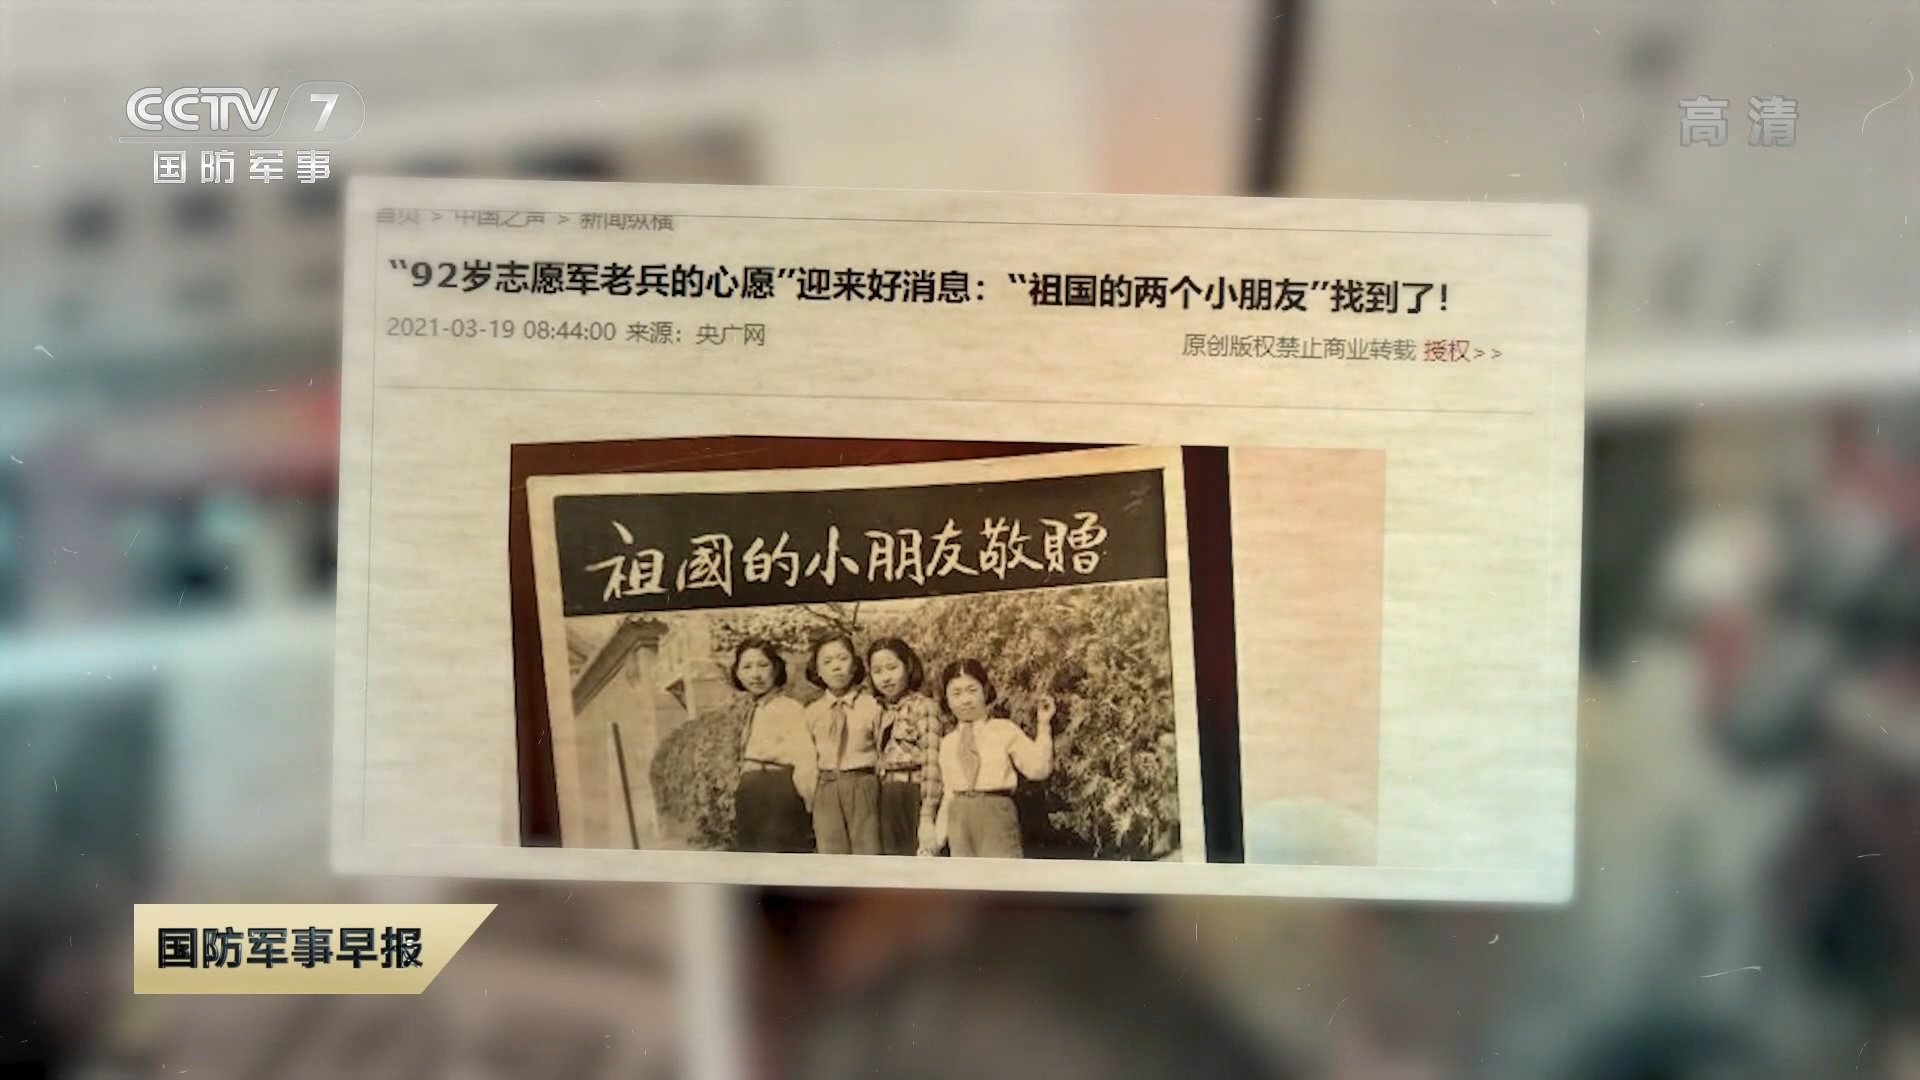 CCTV 7
国防军事
高清
首页 > 中国之声 > 新闻纵横
“92岁志愿军老兵的心愿”迎来好消息：“祖国的两个小朋友”找到了！
2021-03-19 08:44:00 来源：央广网
原创版权禁止商业转载 授权>>
祖國的小朋友敬贈
国防军事早报